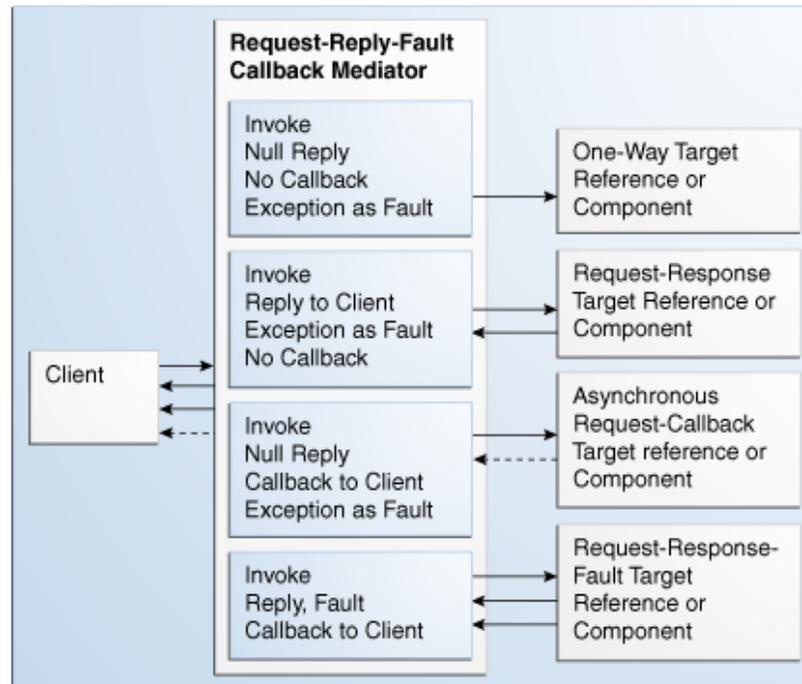 Request-Reply-Fault
Callback Mediator
Invoke
Null Reply
No Callback
Exception as Fault
One-Way Target
Reference or
Component
Invoke
Reply to Client
Exception as Fault
No Callback
Request-Response
Target Reference or
Component
Client
Invoke
Null Reply
Callback to Client
Exception as Fault
Asynchronous
Request-Callback
Target reference or
Component
Invoke
Reply, Fault
Callback to Client
Request-Response-
Fault Target
Reference or
Component